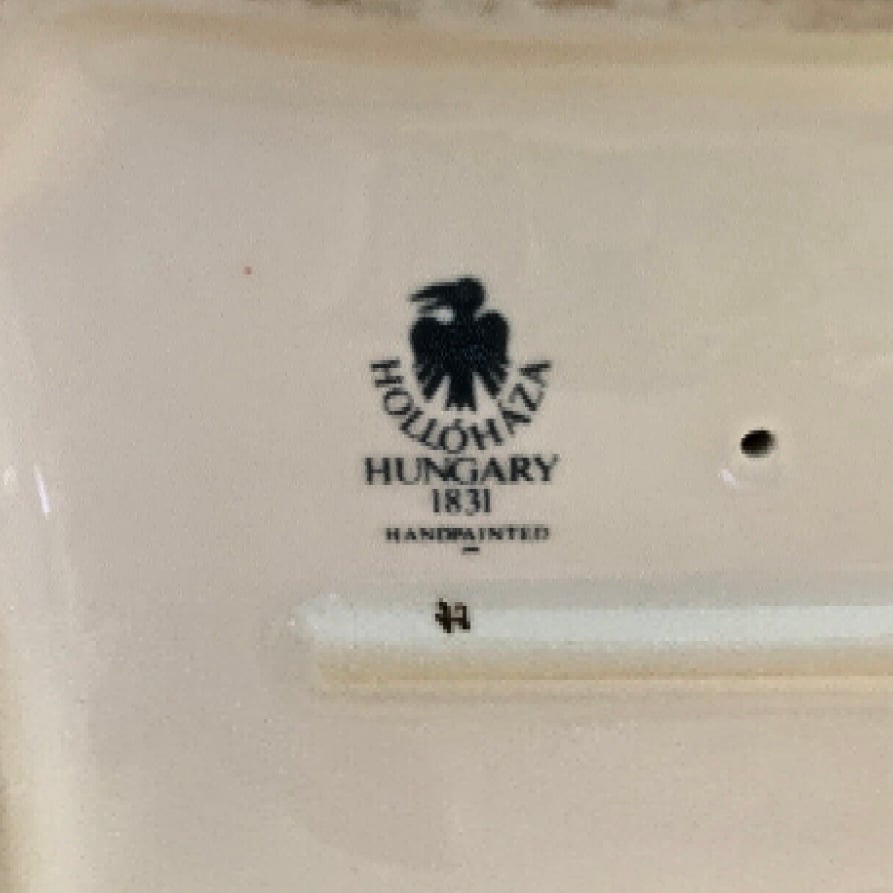 HOLLÓHÁZA
HUNGARY
1831
HANDPAINTED